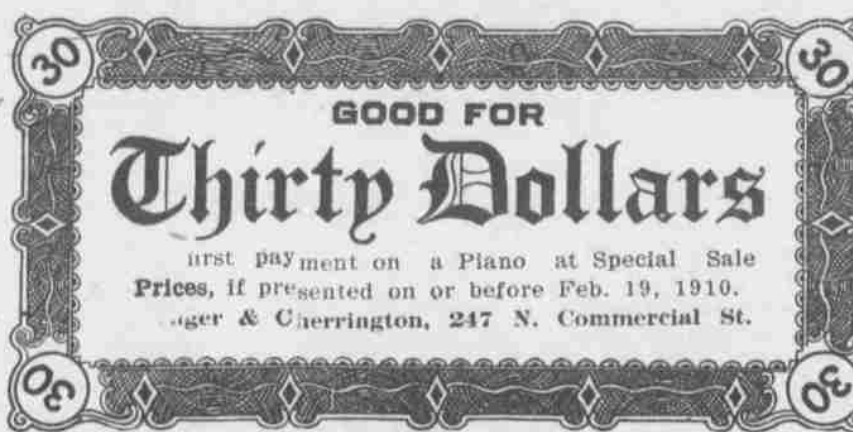 30 30
GOOD FOR
Thirty Dollars
payment on a Piano at Special Sale
Prices, if presented on or before Feb. 19, 1910.
& Cherrington, 247 N. Commercial St.
30 30